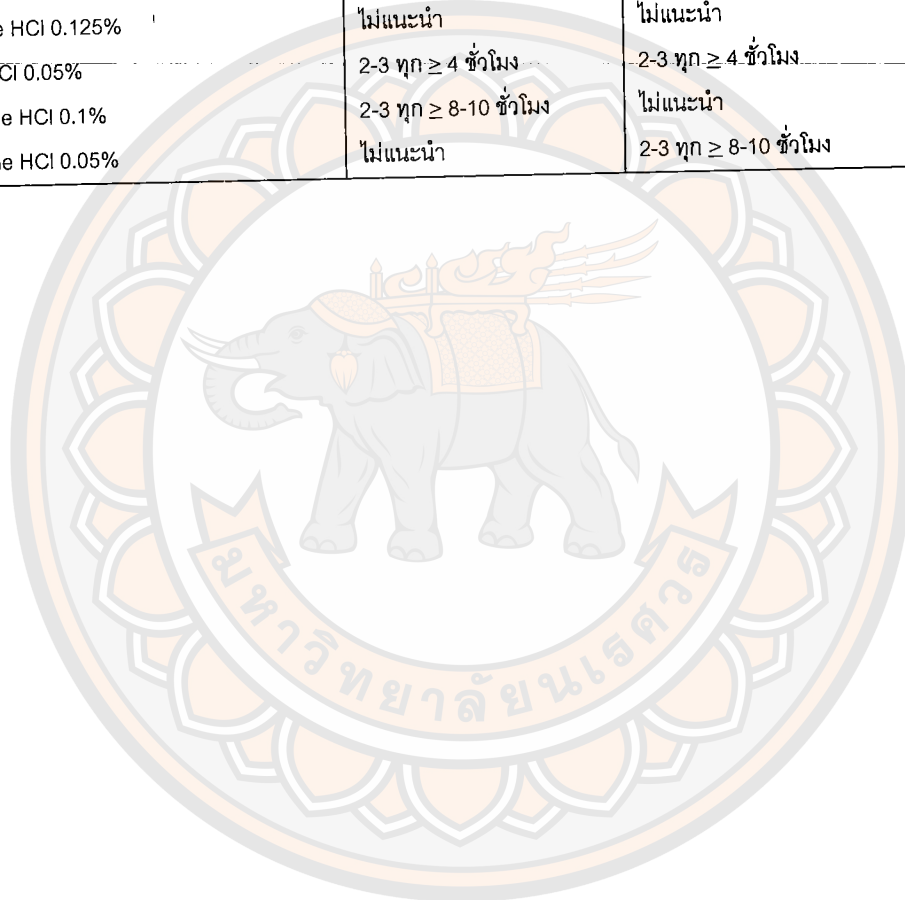 e HCl 0.125% ไม่แนะนำ ไม่แนะนำ
Cl 0.05% 2-3 ทุก ≥ 4 ชั่วโมง 2-3 ทุก ≥ 4 ชั่วโมง
e HCl 0.1% 2-3 ทุก ≥ 8-10 ชั่วโมง ไม่แนะนำ
ne HCl 0.05% ไม่แนะนำ 2-3 ทุก ≥ 8-10 ชั่วโมง
มหาวิทยาลัยนเรศวร